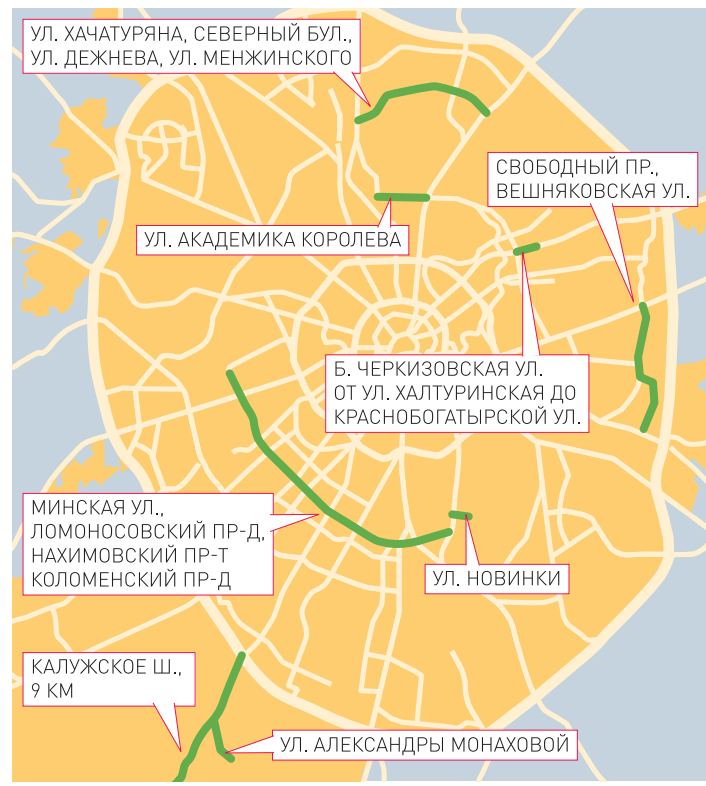 УЛ. ХАЧАТУРЯНА, СЕВЕРНЫЙ БУЛ.,
УЛ. ДЕЖНЕВА, УЛ. МЕНЖИНСКОГО
СВОБОДНЫЙ ПР.,
ВЕШНЯКОВСКАЯ УЛ.
УЛ. АКАДЕМИКА КОРОЛЕВА
Б. ЧЕРКИЗОВСКАЯ УЛ.
ОТ УЛ. ХАЛТУРИНСКАЯ ДО
КРАСНОБОГАТЫРСКОЙ УЛ.
МИНСКАЯ УЛ.,
ЛОМОНОСОВСКИЙ ПР-Д,
НАХИМОВСКИЙ ПР-Т
КОЛОМЕНСКИЙ ПР-Д
УЛ. НОВИНКИ
КАЛУЖСКОЕ Ш.,
9 КМ
УЛ. АЛЕКСАНДРЫ МОНАХОВОЙ